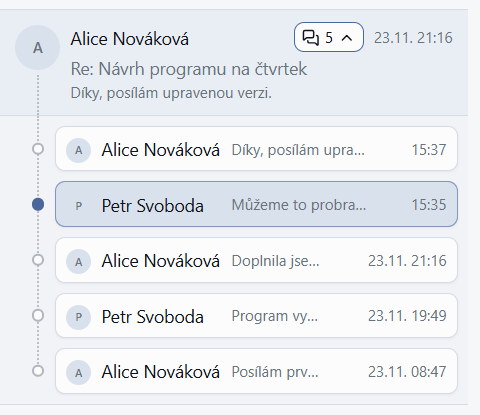 A
Alice Nováková
5
23.11. 21:16
Re: Návrh programu na čtvrtek
Díky, posílám upravenou verzi.
A Alice Nováková Díky, posílám upra... 15:37
P Petr Svoboda Můžeme to probra... 15:35
A Alice Nováková Doplnila jse... 23.11. 21:16
P Petr Svoboda Program vy... 23.11. 19:49
A Alice Nováková Posílám prv... 23.11. 08:47